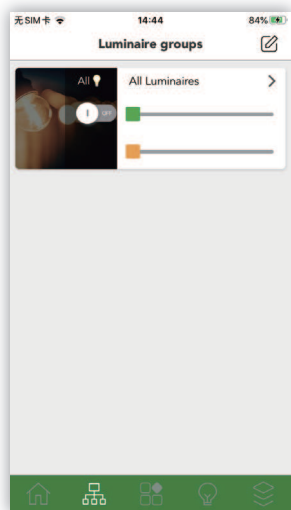 无SIM卡 14:44 84%
Luminaire groups
All All Luminaires
OFF